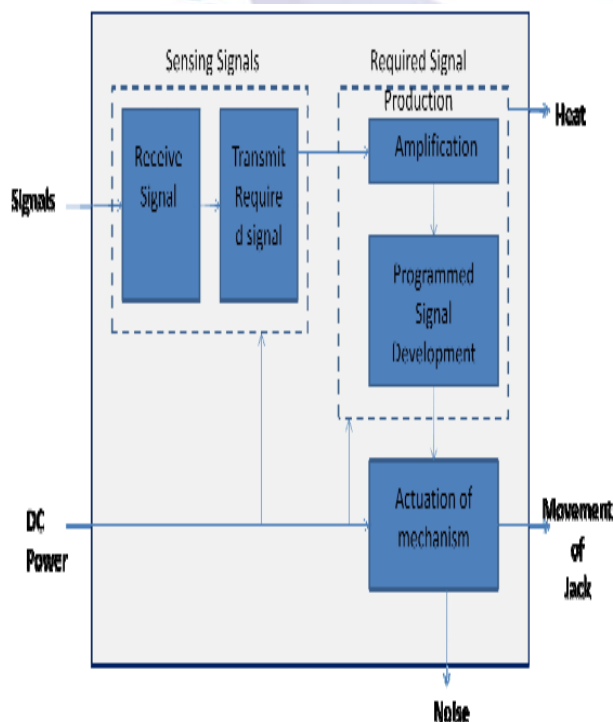 Sensing Signals
Required Signal
Production
Heat
Receive
Signal
Transmit
Require
d signal
Amplification
Signals
Programmed
Signal
Development
DC
Power
Actuation of
mechanism
Movement
of
Jack
Noise